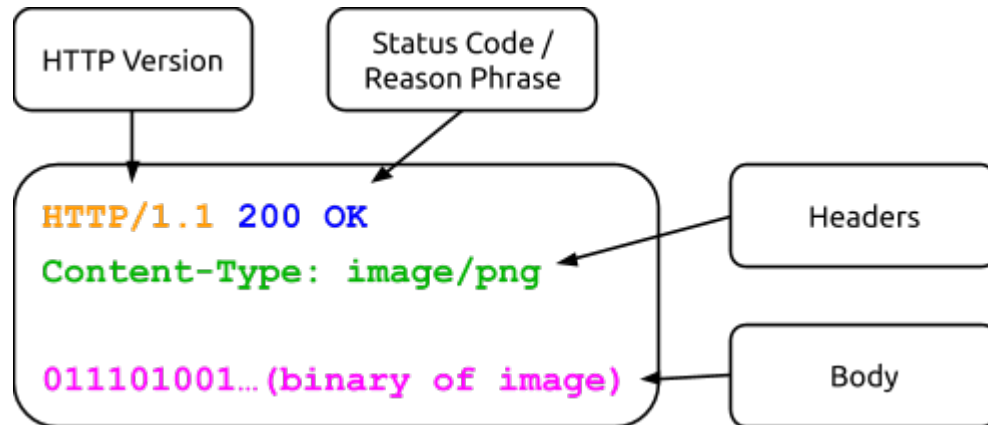 HTTP Version
Status Code /
Reason Phrase
HTTP/1.1 200 OK
Content-Type: image/png
Headers
011101001…(binary of image)
Body